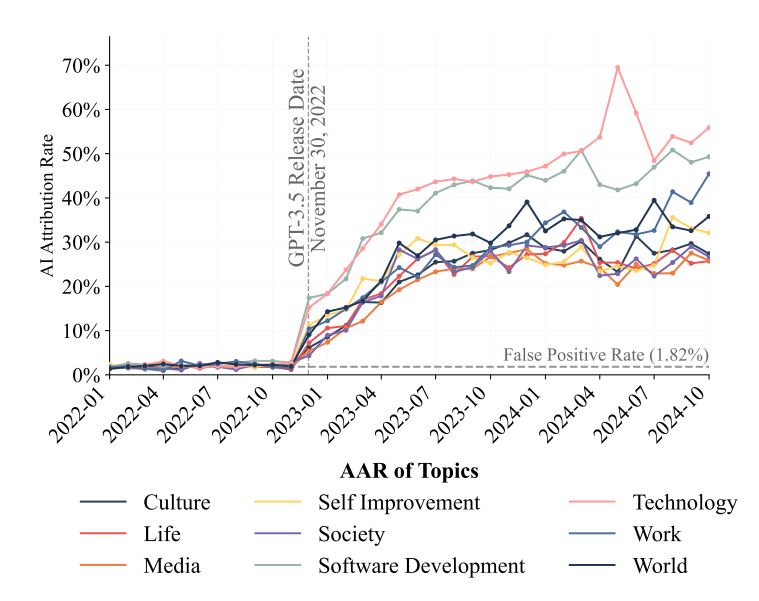 70%
60%
50%
40%
30%
20%
10%
0%
AI Attribution Rate
GPT-3.5 Release Date
November 30, 2022
False Positive Rate (1.82%)
2022-01
2022-04
2022-07
2022-10
2023-01
2023-04
2023-07
2023-10
2024-01
2024-04
2024-07
2024-10
AAR of Topics
Culture
Self Improvement
Technology
Life
Society
Work
Media
Software Development
World